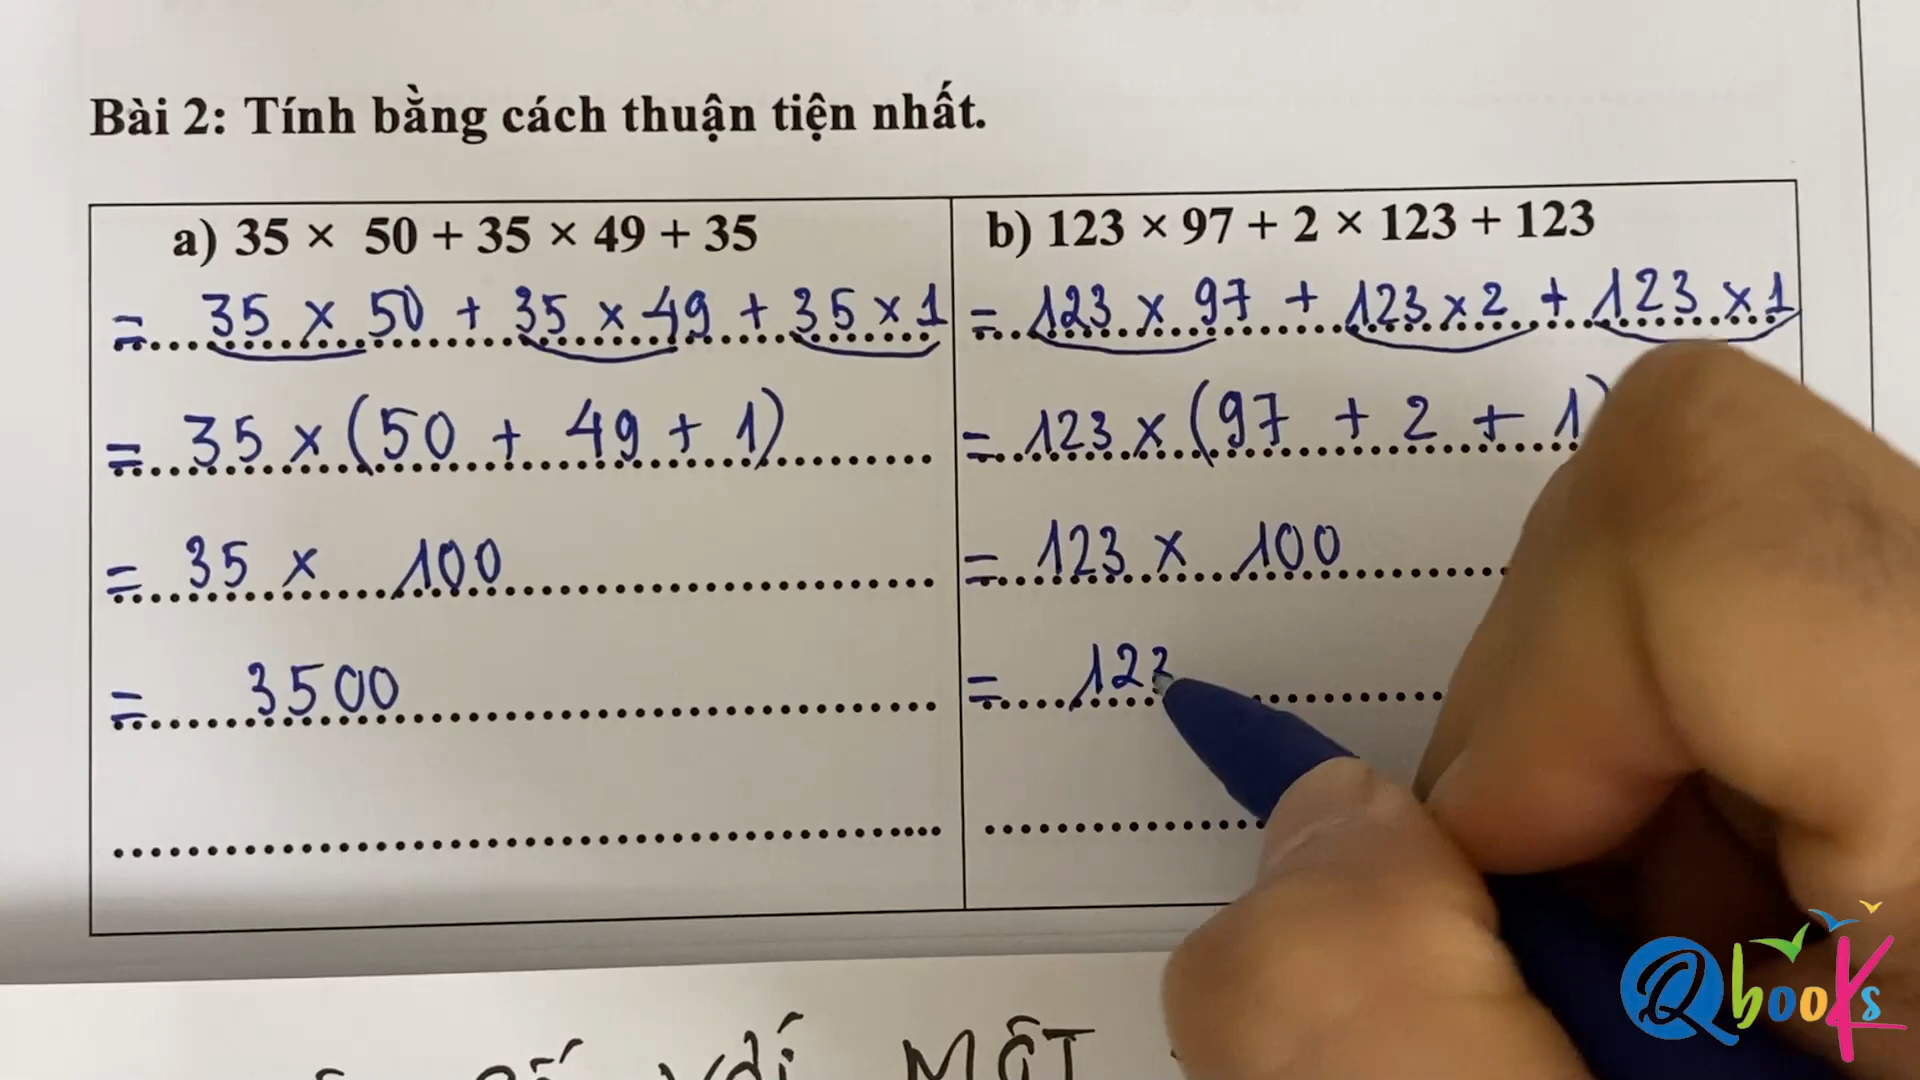 Bài 2: Tính bằng cách thuận tiện nhất.
a) 35 × 50 + 35 × 49 + 35
= 35 × 50 + 35 × 49 + 35 × 1
= 35 × (50 + 49 + 1)
= 35 × 100
= 3500
b) 123 × 97 + 2 × 123 + 123
= 123 × 97 + 123 × 2 + 123 × 1
= 123 × (97 + 2 + 1)
= 123 × 100
= 123
với MỘT
Qbooks